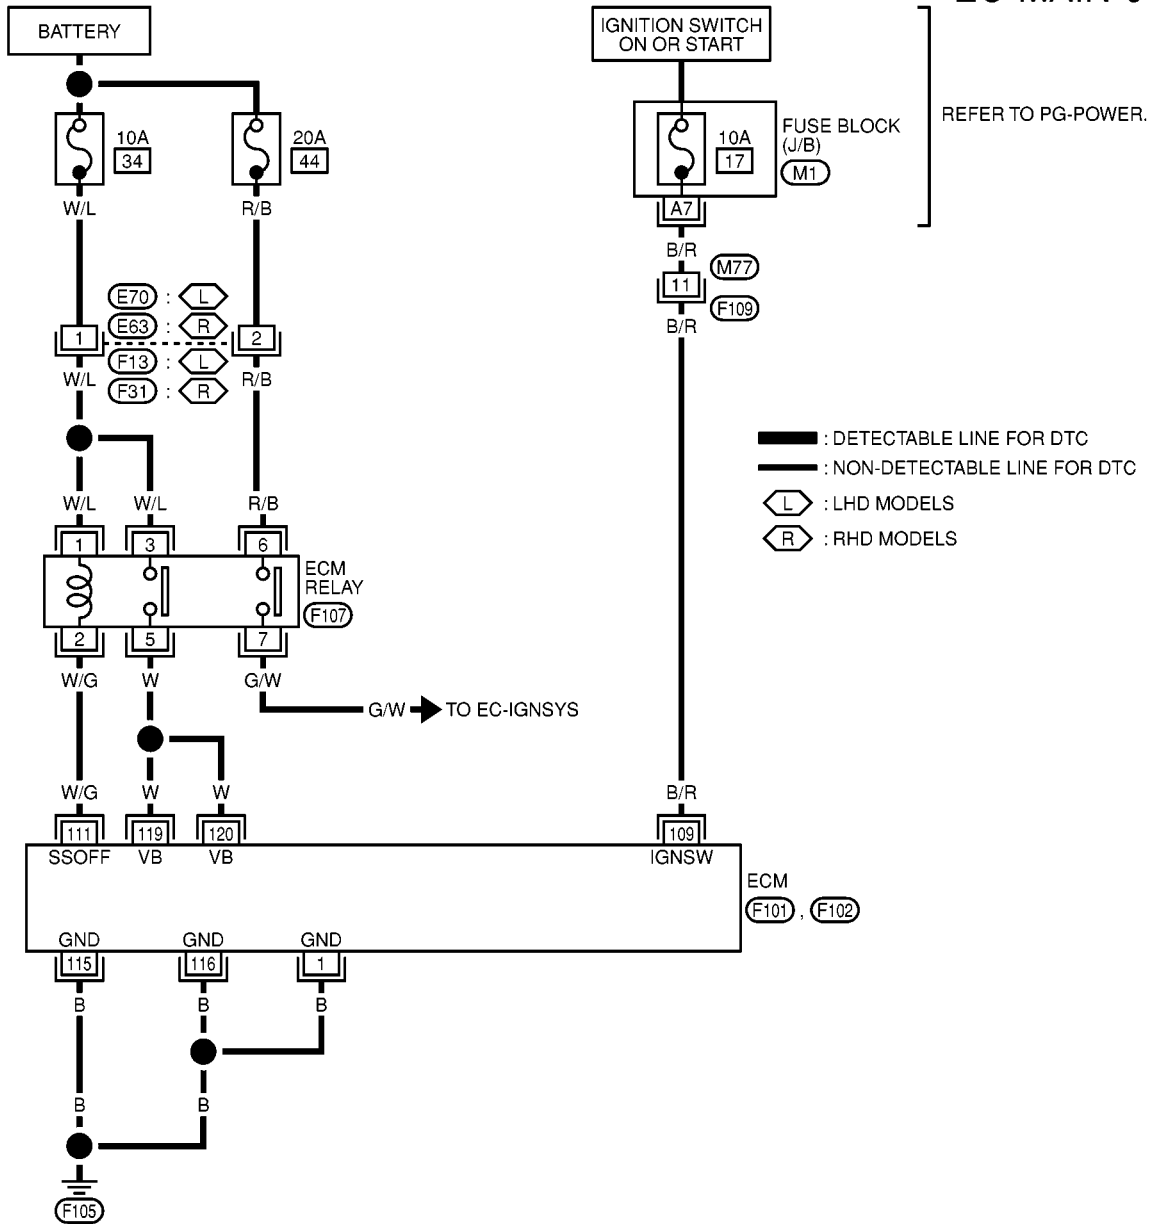 BATTERY
IGNITION SWITCH
ON OR START
REFER TO PG-POWER.
10A
34
20A
44
10A
17
FUSE BLOCK
(J/B)
M1
W/L
R/B
A7
B/R
M77
11
F109
B/R
E70 : L
E63 : R
1
2
F13 : L
F31 : R
W/L
R/B
: DETECTABLE LINE FOR DTC
: NON-DETECTABLE LINE FOR DTC
L : LHD MODELS
R : RHD MODELS
W/L
W/L
R/B
1
3
6
ECM
RELAY
F107
2
5
7
W/G
W
G/W
G/W
TO EC-IGNSYS
W/G
W
W
B/R
111
119
120
109
SSOFF
VB
VB
IGNSW
ECM
F101 , F102
GND
GND
GND
115
116
1
B
B
B
B
B
F105